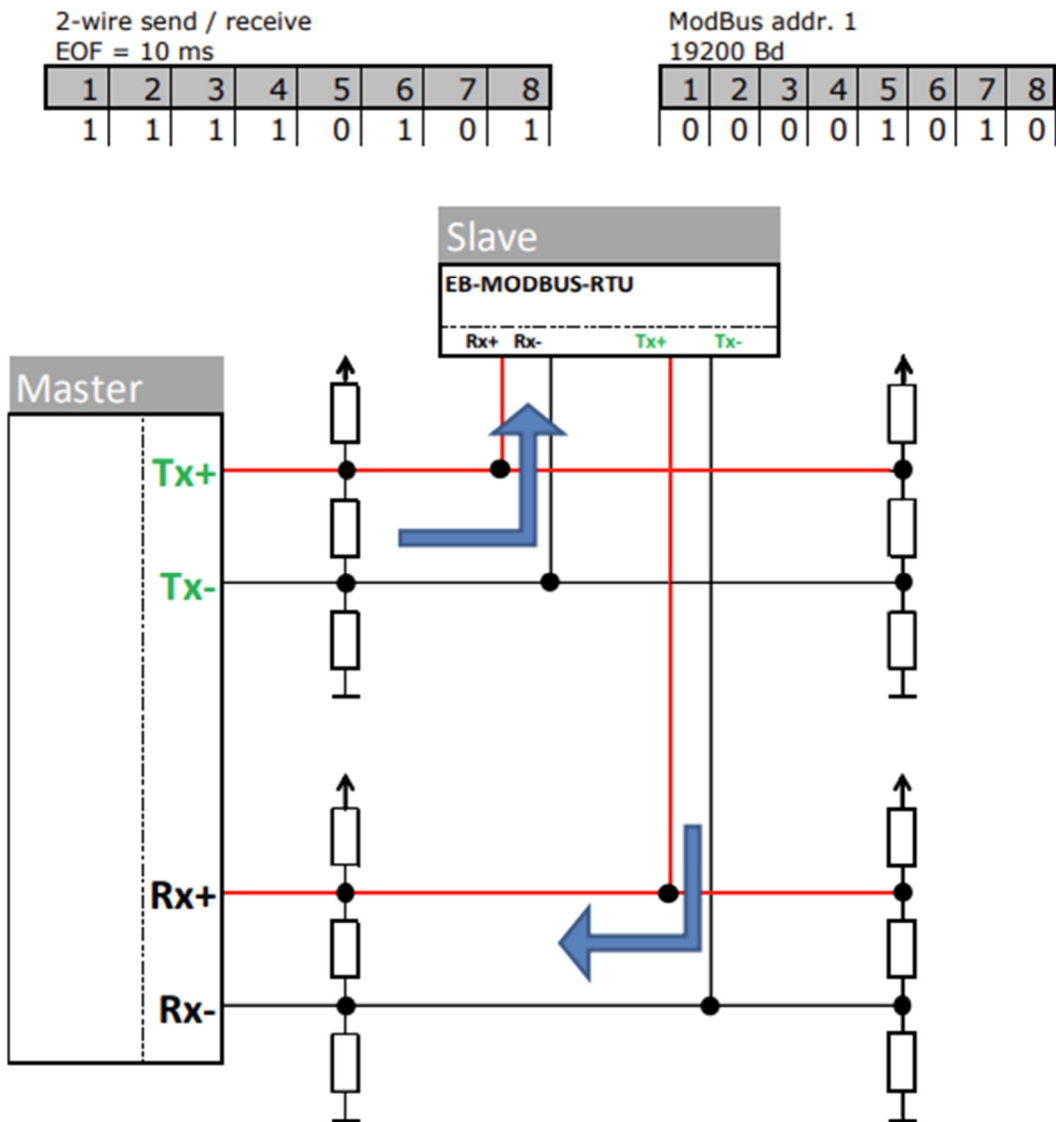 2-wire send / receive
EOF = 10 ms
1 2 3 4 5 6 7 8
1 1 1 1 0 1 0 1
ModBus addr. 1
19200 Bd
1 2 3 4 5 6 7 8
0 0 0 0 1 0 1 0
Slave
EB-MODBUS-RTU
Rx+ Rx- Tx+ Tx-
Master
Tx+
Tx-
Rx+
Rx-